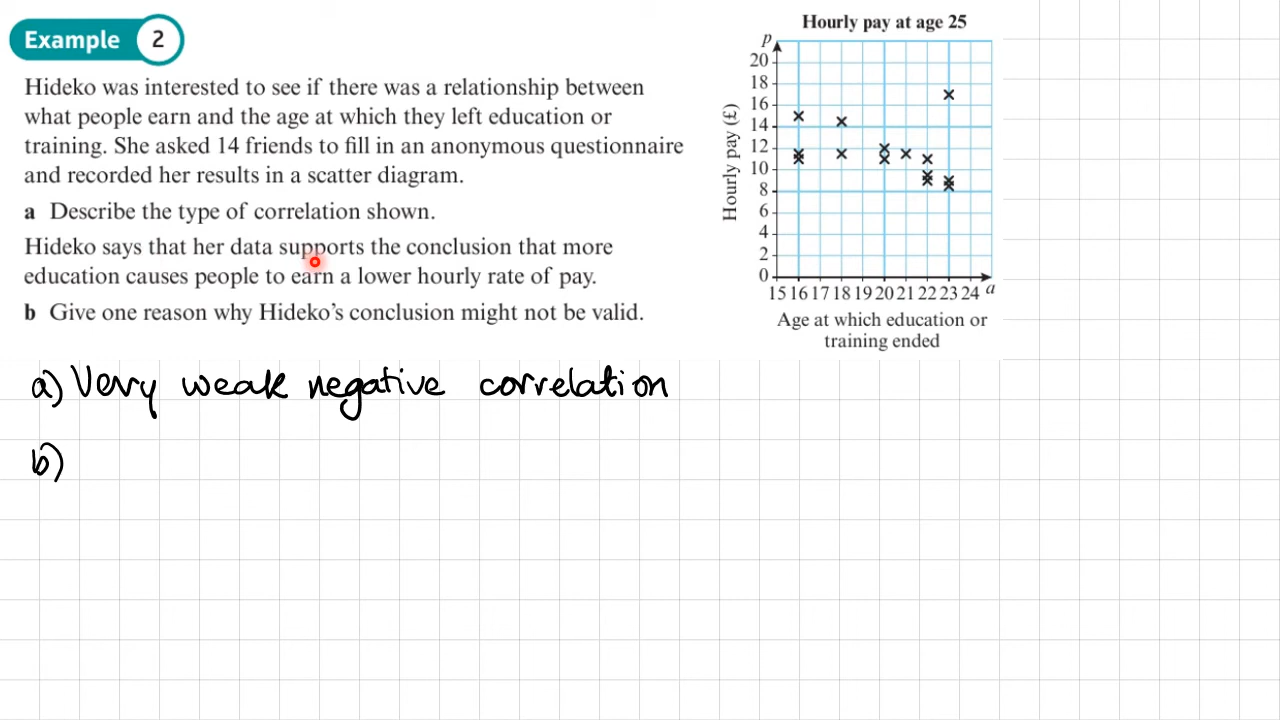 Example 2
Hideko was interested to see if there was a relationship between
what people earn and the age at which they left education or
training. She asked 14 friends to fill in an anonymous questionnaire
and recorded her results in a scatter diagram.
a Describe the type of correlation shown.
Hideko says that her data supports the conclusion that more
education causes people to earn a lower hourly rate of pay.
b Give one reason why Hideko's conclusion might not be valid.
Hourly pay at age 25
p
20
18
16
14
12
10
8
6
4
2
0
Hourly pay (£)
15 16 17 18 19 20 21 22 23 24 a
Age at which education or
training ended
a) Very weak negative correlation
b)